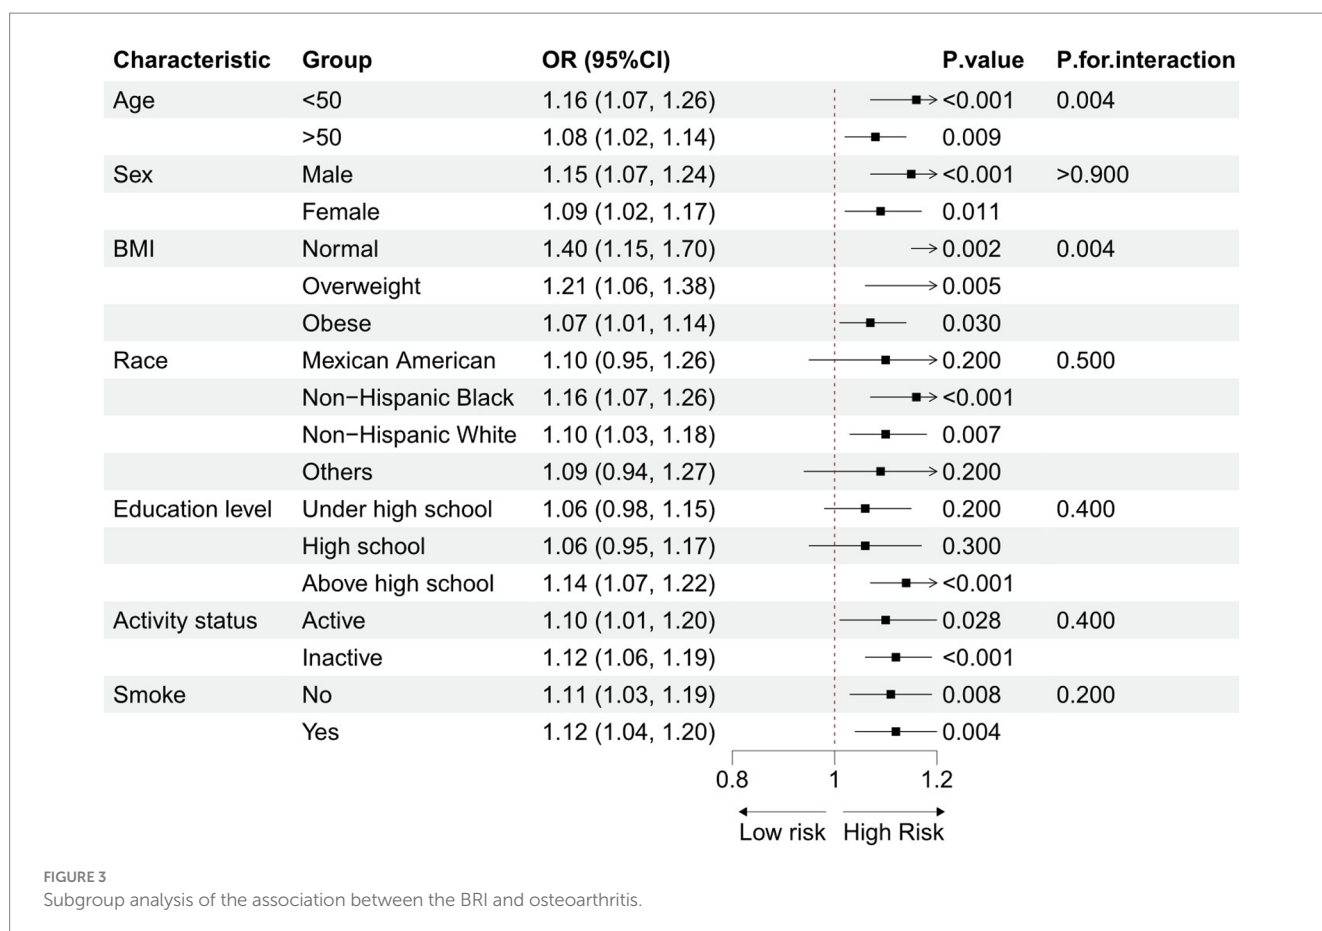 Characteristic Group OR (95%CI) P.value P.for.interaction
Age <50 1.16 (1.07, 1.26) <0.001 0.004
>50 1.08 (1.02, 1.14) 0.009
Sex Male 1.15 (1.07, 1.24) <0.001 >0.900
Female 1.09 (1.02, 1.17) 0.011
BMI Normal 1.40 (1.15, 1.70) 0.002 0.004
Overweight 1.21 (1.06, 1.38) 0.005
Obese 1.07 (1.01, 1.14) 0.030
Race Mexican American 1.10 (0.95, 1.26) 0.200 0.500
Non−Hispanic Black 1.16 (1.07, 1.26) <0.001
Non−Hispanic White 1.10 (1.03, 1.18) 0.007
Others 1.09 (0.94, 1.27) 0.200
Education level Under high school 1.06 (0.98, 1.15) 0.200 0.400
High school 1.06 (0.95, 1.17) 0.300
Above high school 1.14 (1.07, 1.22) <0.001
Activity status Active 1.10 (1.01, 1.20) 0.028 0.400
Inactive 1.12 (1.06, 1.19) <0.001
Smoke No 1.11 (1.03, 1.19) 0.008 0.200
Yes 1.12 (1.04, 1.20) 0.004
0.8 1 1.2
Low risk High Risk
FIGURE 3
Subgroup analysis of the association between the BRI and osteoarthritis.